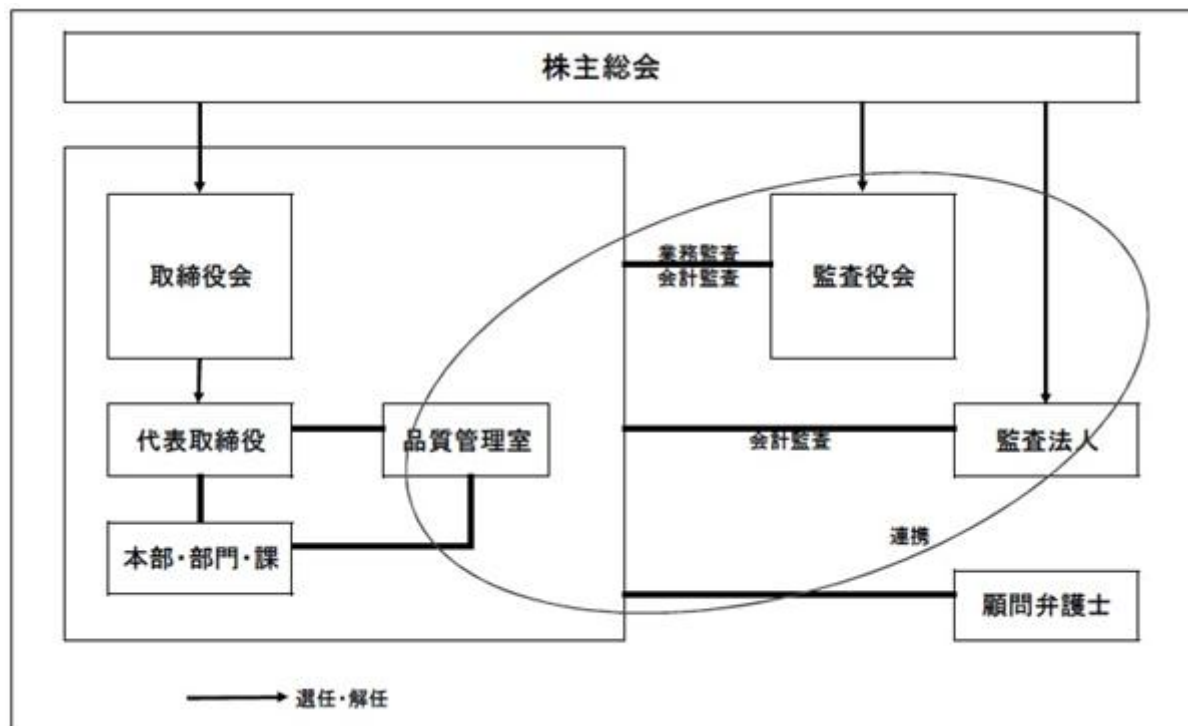 株主総会
取締役会
業務監査
会計監査
監査役会
代表取締役
品質管理室
会計監査
監査法人
連携
本部・部門・課
顧問弁護士
選任・解任